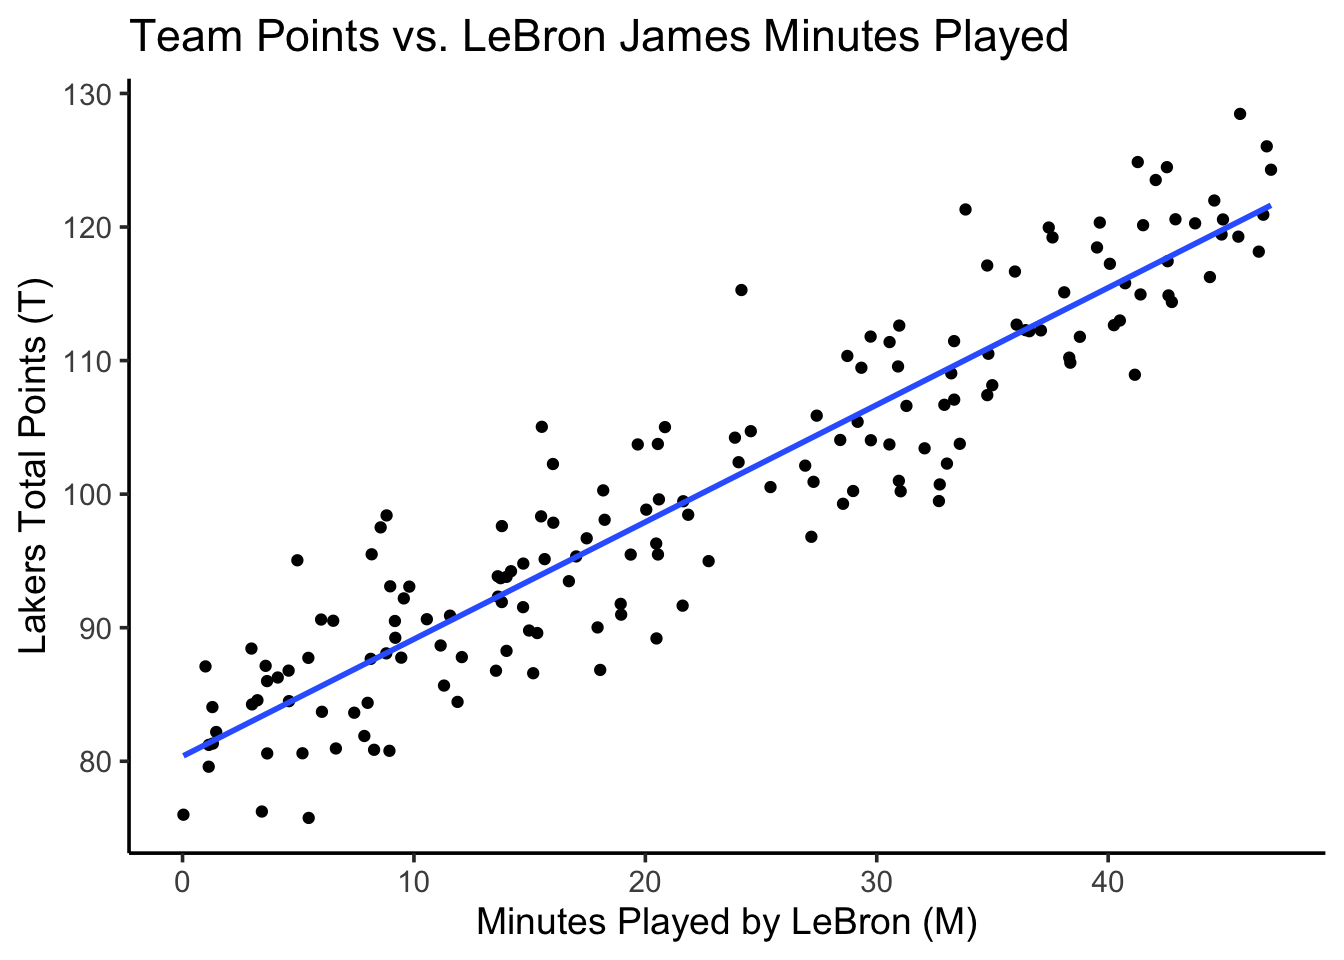 Team Points vs. LeBron James Minutes Played
Lakers Total Points (T)
130
120
110
100
90
80
0 10 20 30 40
Minutes Played by LeBron (M)